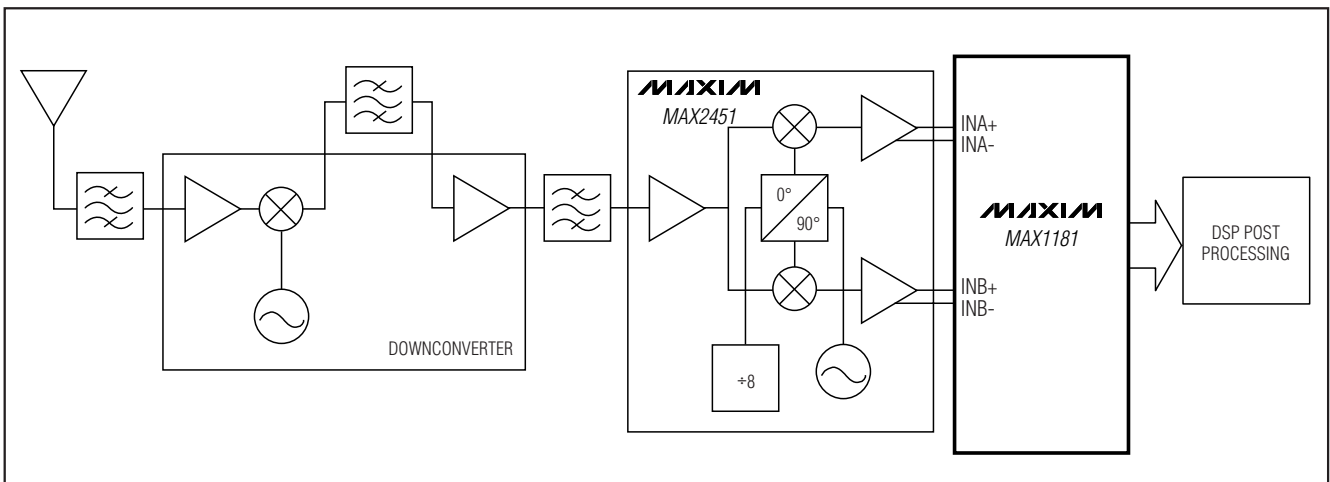 MAXIM
MAX2451
INA+
INA-
0°
90°
MAXIM
MAX1181
DSP POST
PROCESSING
INB+
INB-
DOWNCONVERTER
÷8